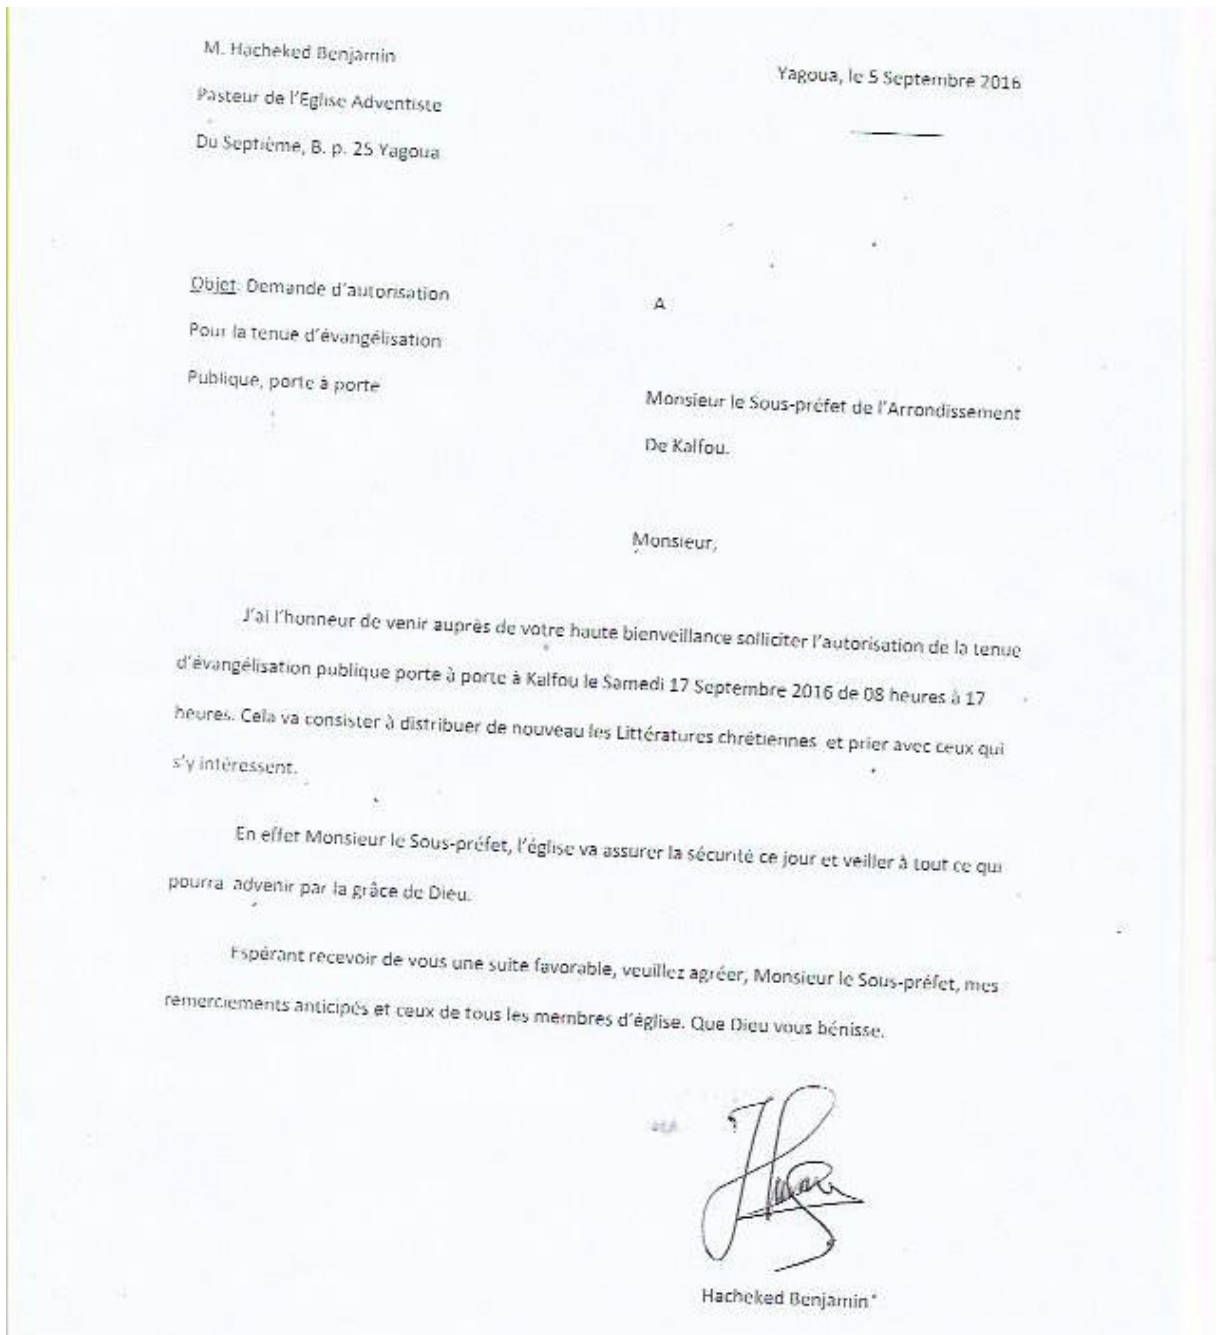 M. Hacheked Benjamin
Yagoua, le 5 Septembre 2016
Pasteur de l'Eglise Adventiste
Du Septième, B. p. 25 Yagoua
Objet: Demande d'autorisation
A
Pour la tenue d'évangélisation
Publique, porte à porte
Monsieur le Sous-préfet de l'Arrondissement
De Kalfou.
Monsieur,
J'ai l'honneur de venir auprès de votre haute bienveillance solliciter l'autorisation de la tenue
d'évangélisation publique porte à porte à Kalfou le Samedi 17 Septembre 2016 de 08 heures à 17
heures. Cela va consister à distribuer de nouveau les Littératures chrétiennes et prier avec ceux qui
s'y intéressent.
En effet Monsieur le Sous-préfet, l'église va assurer la sécurité ce jour et veiller à tout ce qui
pourra advenir par la grâce de Dieu.
Espérant recevoir de vous une suite favorable, veuillez agréer, Monsieur le Sous-préfet, mes
remerciements anticipés et ceux de tous les membres d'église. Que Dieu vous bénisse.
Hacheked Benjamin